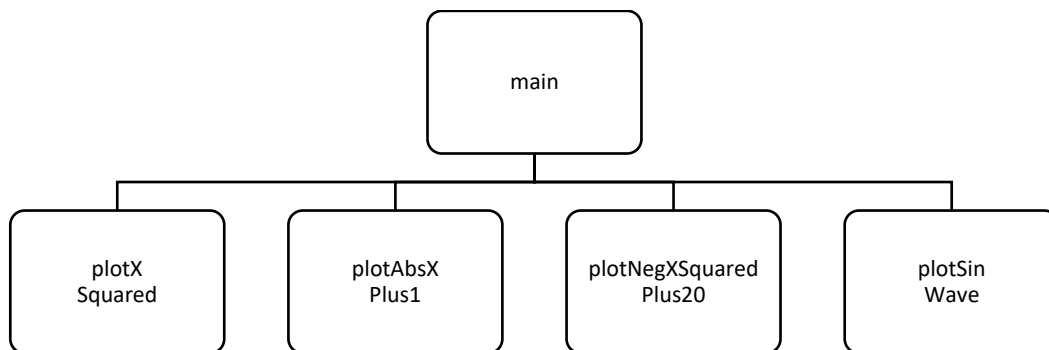 main
plotX
Squared
plotAbsX
Plus1
plotNegXSquared
Plus20
plotSin
Wave